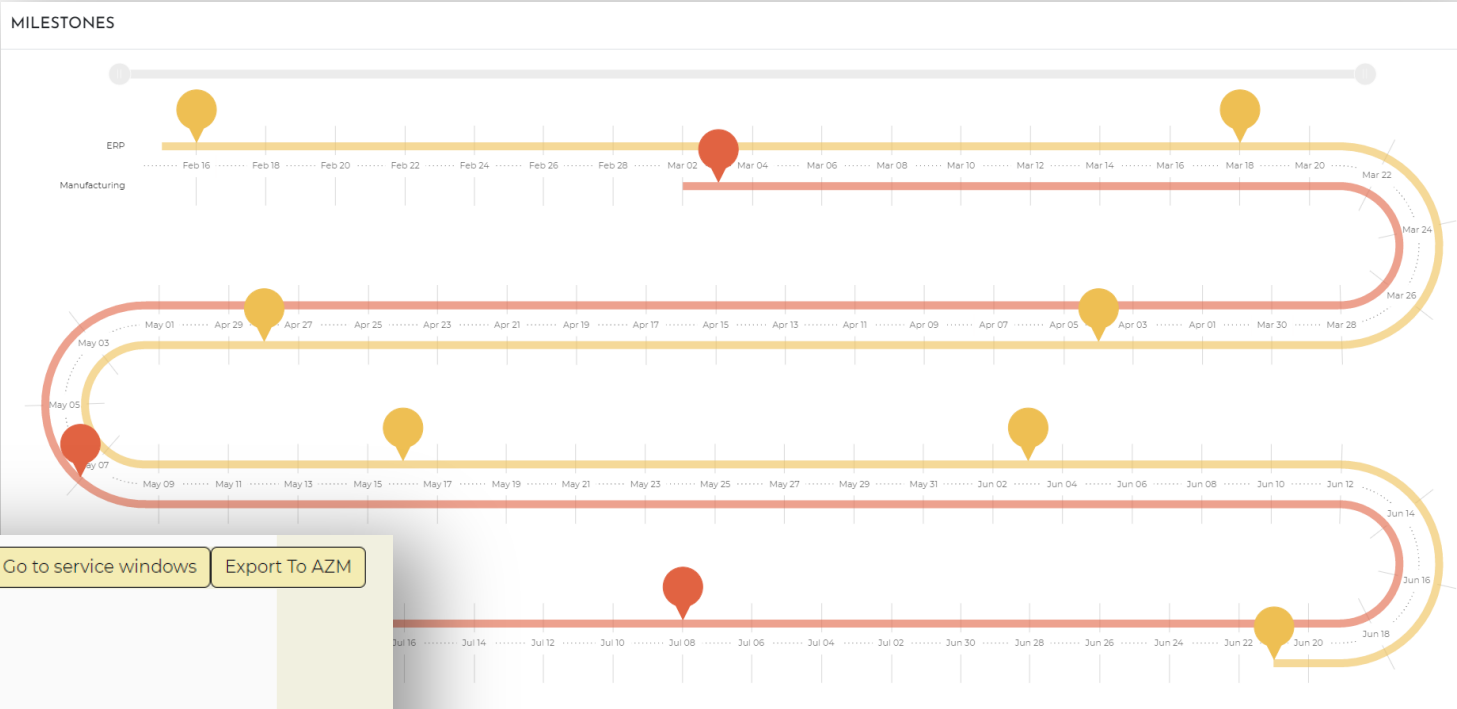 MILESTONES
ERP
Feb 16 Feb 18 Feb 20 Feb 22 Feb 24 Feb 26 Feb 28 Mar 02 Mar 04 Mar 06 Mar 08 Mar 10 Mar 12 Mar 14 Mar 16 Mar 18 Mar 20
Mar 22
Manufacturing
Mar 24
Mar 26
May 01 Apr 29 Apr 27 Apr 25 Apr 23 Apr 21 Apr 19 Apr 17 Apr 15 Apr 13 Apr 11 Apr 09 Apr 07 Apr 05 Apr 03 Apr 01 Mar 30 Mar 28
May 03
May 05
ay 07
May 09 May 11 May 13 May 15 May 17 May 19 May 21 May 23 May 25 May 27 May 29 May 31 Jun 02 Jun 04 Jun 06 Jun 08 Jun 10 Jun 12
Jun 14
Go to service windows Export To AZM
Jun 16
Jun 18
Jul 16 Jul 14 Jul 12 Jul 10 Jul 08 Jul 06 Jul 04 Jul 02 Jun 30 Jun 28 Jun 26 Jun 24 Jun 22 Jun 20